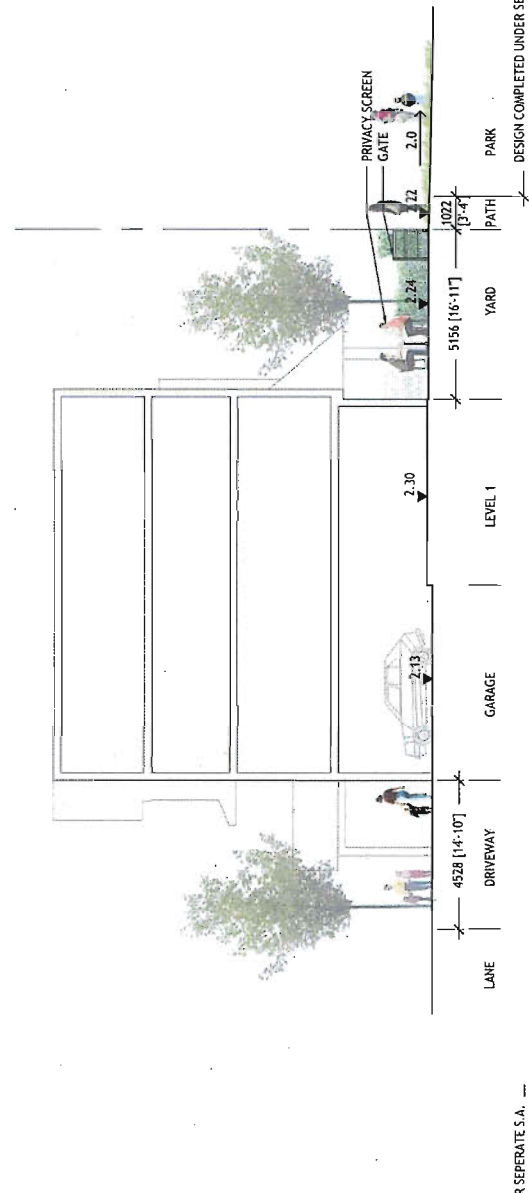 PRIVACY SCREEN
GATE
2.30
2.24
2.22
2.0
2.13
4528 [14'-10"]
5156 [16'-11"]
1022
[3'-4"]
LANE
DRIVEWAY
GARAGE
LEVEL 1
YARD
PATH
PARK
DESIGN COMPLETED UNDER SE
R SEPERATE S.A.